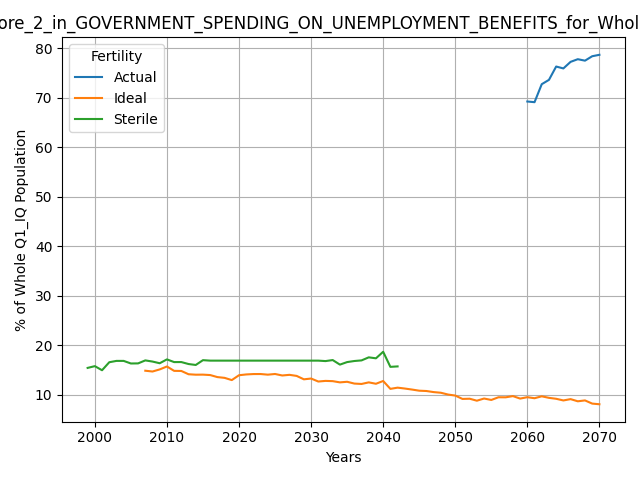 ore_2_in_GOVERNMENT_SPENDING_ON_UNEMPLOYMENT_BENEFITS_for_Whol
Fertility
Actual
Ideal
Sterile
% of Whole Q1_IQ Population
80
70
60
50
40
30
20
10
2000 2010 2020 2030 2040 2050 2060 2070
Years